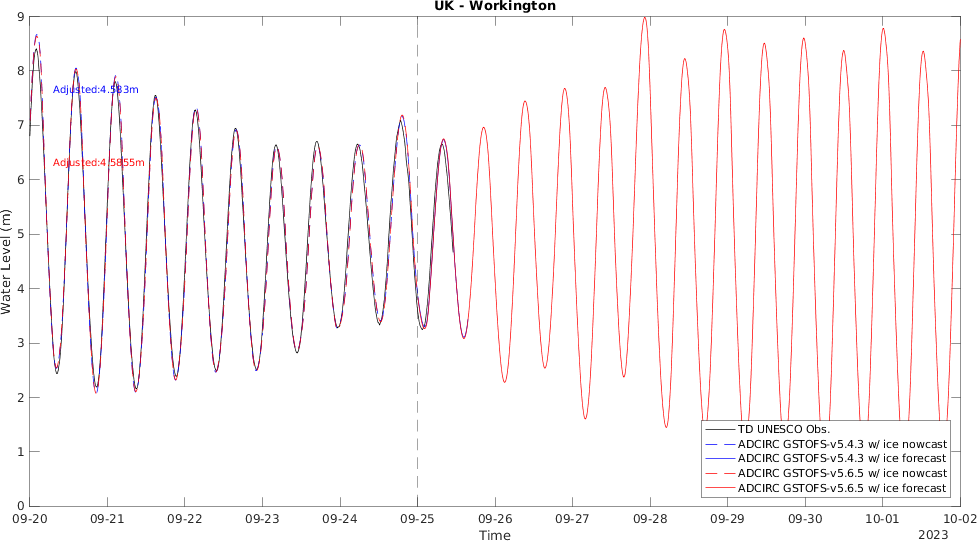 UK - Workington
9
8
7
6
5
4
3
2
1
0
Water Level (m)
Adjusted:4.583m
Adjusted:4.5855m
TD UNESCO Obs.
ADCIRC GSTOFS-v5.4.3 w/ ice nowcast
ADCIRC GSTOFS-v5.4.3 w/ ice forecast
ADCIRC GSTOFS-v5.6.5 w/ ice nowcast
ADCIRC GSTOFS-v5.6.5 w/ ice forecast
09-20 09-21 09-22 09-23 09-24 09-25 09-26 09-27 09-28 09-29 09-30 10-01 10-02
Time
2023